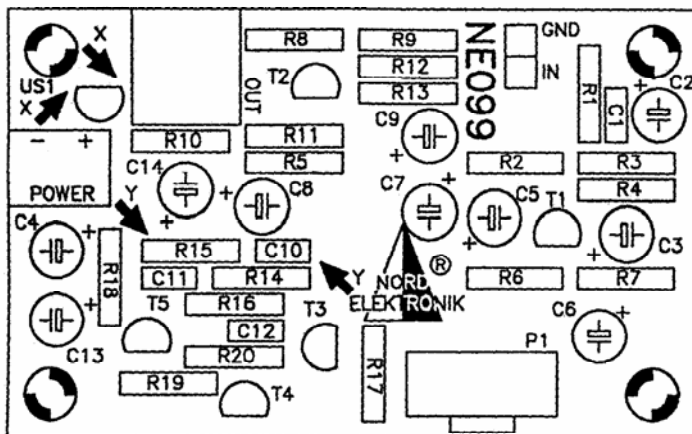 X
US1
X
R8
R9
T2
R12
R13
OUT
NE099
GND
IN
R1
C1
C2
- +
POWER
R10
R11
R5
C9
R2
R3
R4
C14
Y
C8
C7
C5
T1
C3
C4
R18
R15
C10
C11
R14
Y
NORD
ELEKTRONIK
®
R6
R7
T5
R16
T3
C12
C13
R20
R19
T4
R17
P1
C6
+
+
+
+
+
+
+
+
+
+